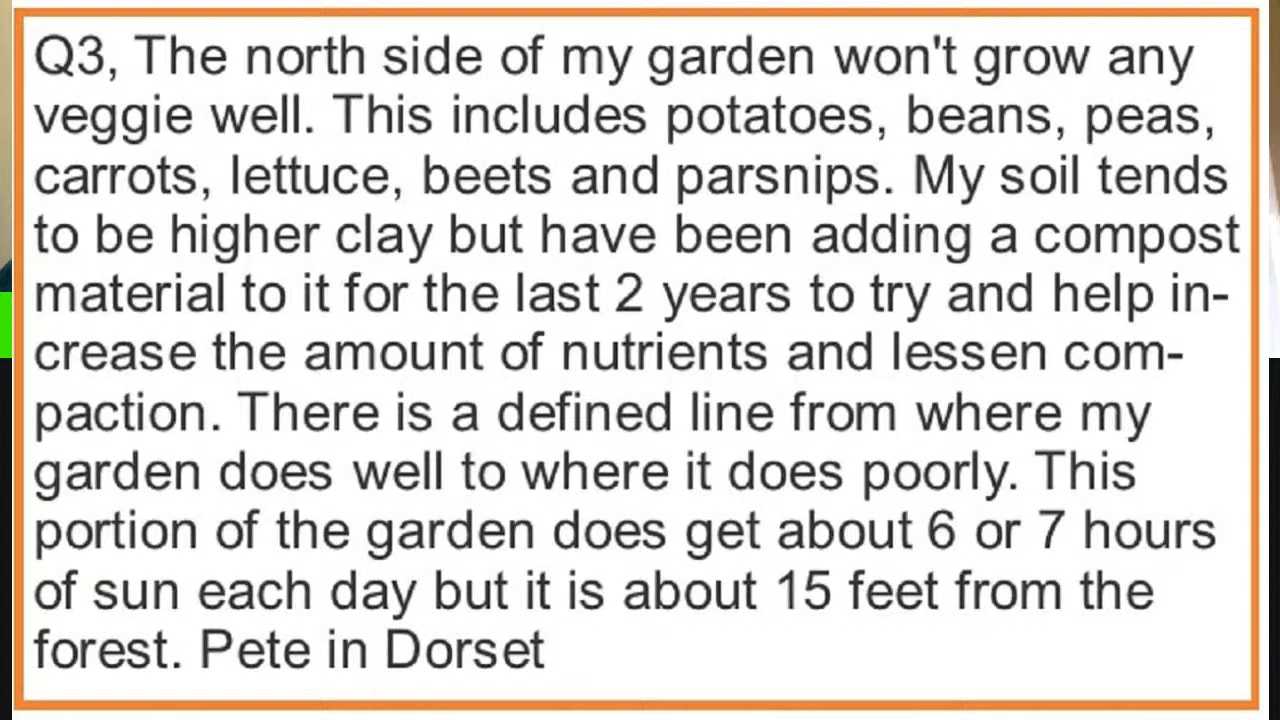 Q3, The north side of my garden won't grow any
veggie well. This includes potatoes, beans, peas,
carrots, lettuce, beets and parsnips. My soil tends
to be higher clay but have been adding a compost
material to it for the last 2 years to try and help in-
crease the amount of nutrients and lessen com-
paction. There is a defined line from where my
garden does well to where it does poorly. This
portion of the garden does get about 6 or 7 hours
of sun each day but it is about 15 feet from the
forest. Pete in Dorset